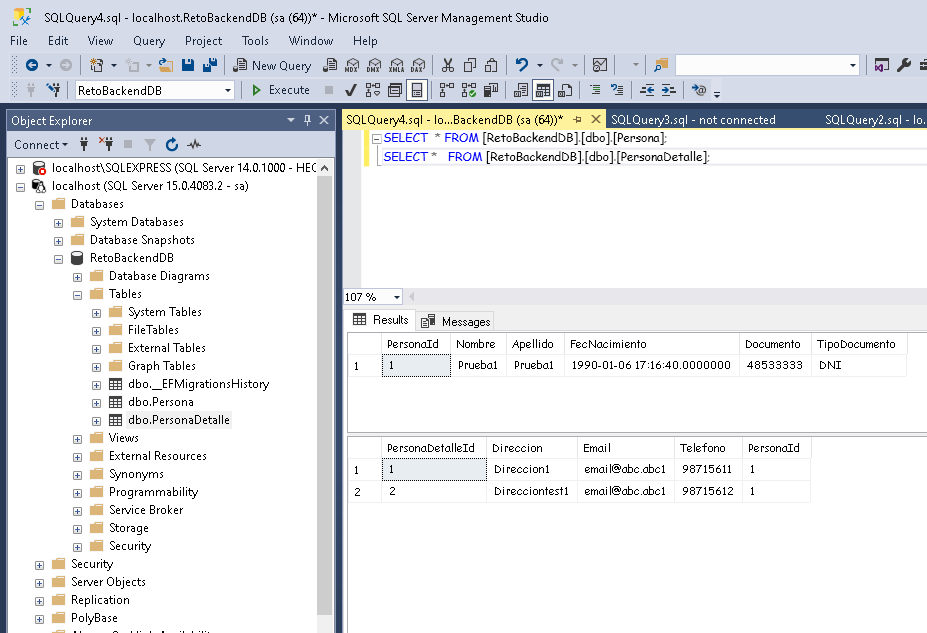 SQLQuery4.sql - localhost.RetoBackendDB (sa (64))* - Microsoft SQL Server Management Studio
File Edit View Query Project Tools Window Help
New Query MDX DMX XMLA DAX
RetoBackendDB Execute
Object Explorer
Connect
localhost\SQLEXPRESS (SQL Server 14.0.1000 - HEC
localhost (SQL Server 15.0.4083.2 - sa)
Databases
System Databases
Database Snapshots
RetoBackendDB
Database Diagrams
Tables
System Tables
FileTables
External Tables
Graph Tables
dbo.__EFMigrationsHistory
dbo.Persona
dbo.PersonaDetalle
Views
External Resources
Synonyms
Programmability
Service Broker
Storage
Security
Security
Server Objects
Replication
PolyBase
SQLQuery4.sql - lo...BackendDB (sa (64))* SQLQuery3.sql - not connected SQLQuery2.sql - lo.
SELECT * FROM [RetoBackendDB].[dbo].[Persona];
SELECT * FROM [RetoBackendDB].[dbo].[PersonaDetalle];
107 %
Results Messages
PersonaId Nombre Apellido FecNacimiento Documento TipoDocumento
1 1 Prueba1 Prueba1 1990-01-06 17:16:40.0000000 48533333 DNI
PersonaDetalleId Direccion Email Telefono PersonaId
1 1 Direccion1 email@abc.abc1 98715611 1
2 2 Direcciontest1 email@abc.abc1 98715612 1